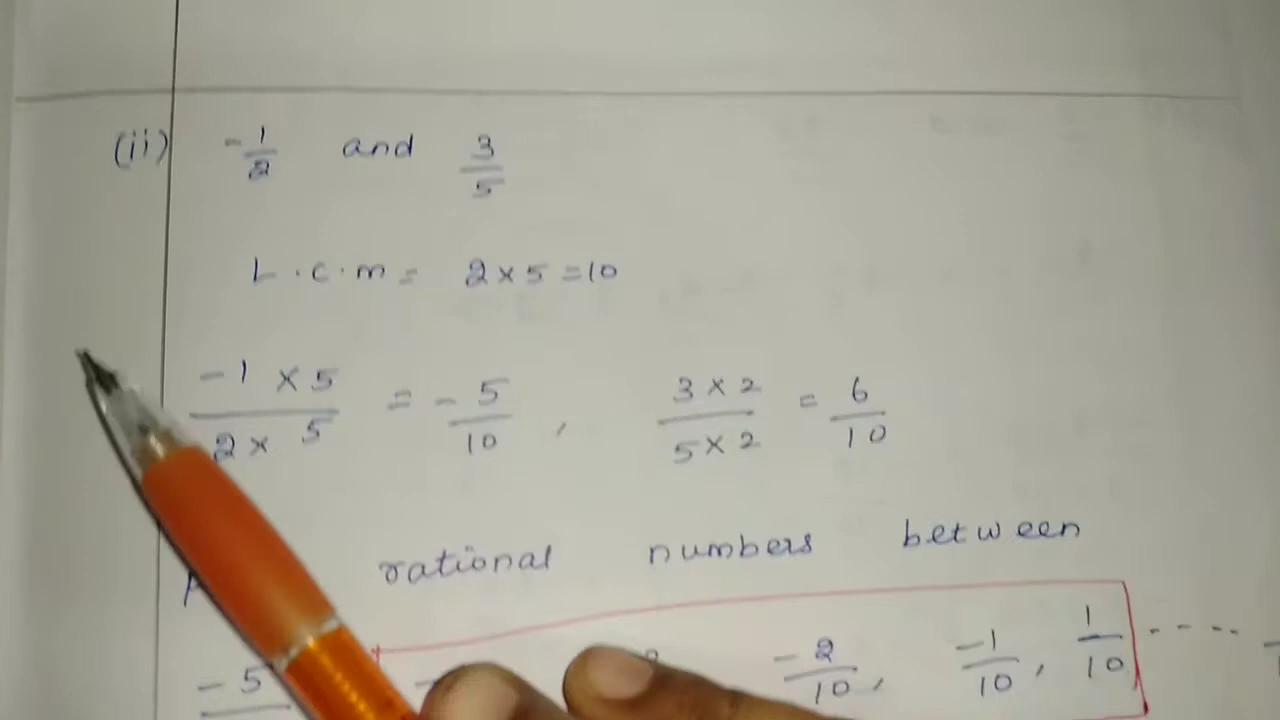 (ii) -1/2 and 3/5
L.c.m = 2×5=10
-1×5/2×5 = -5/10 , 3×2/5×2 = 6/10
rational numbers between
-5 -2/10, -1/10, 1/10 ----